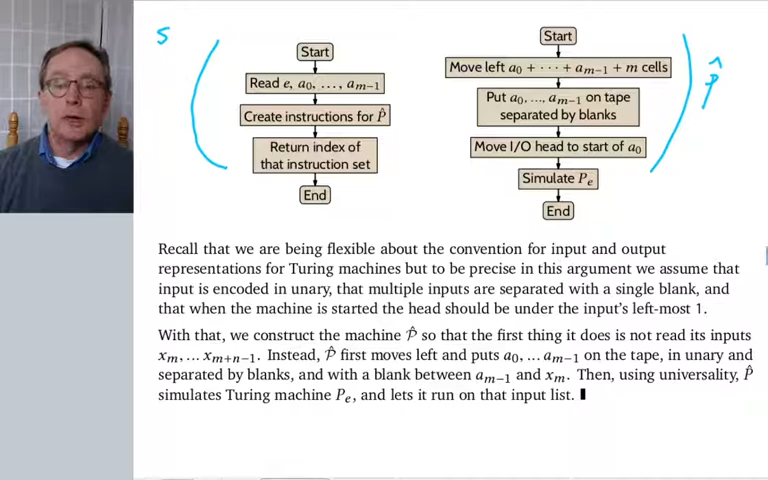 S
Start
Read e, a₀, …, aₘ₋₁
Create instructions for P̂
Return index of
that instruction set
End
Start
Move left a₀ + ··· + aₘ₋₁ + m cells
Put a₀, …, aₘ₋₁ on tape
separated by blanks
Move I/O head to start of a₀
Simulate Pₑ
End
P̂
Recall that we are being flexible about the convention for input and output
representations for Turing machines but to be precise in this argument we assume that
input is encoded in unary, that multiple inputs are separated with a single blank, and
that when the machine is started the head should be under the input's left-most 1.
With that, we construct the machine P̂ so that the first thing it does is not read its inputs
xₘ, … xₘ₊ₙ₋₁. Instead, P̂ first moves left and puts a₀, … aₘ₋₁ on the tape, in unary and
separated by blanks, and with a blank between aₘ₋₁ and xₘ. Then, using universality, P̂
simulates Turing machine Pₑ, and lets it run on that input list.